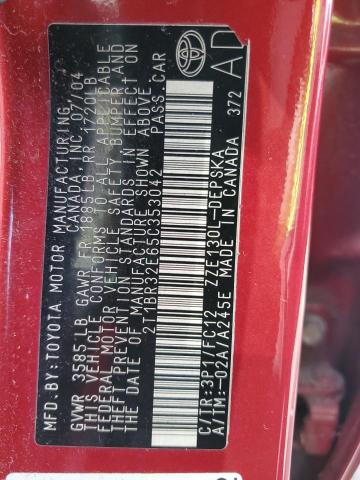 MFD. BY: TOYOTA MOTOR MANUFACTURING,
CANADA, INC. 07/04
GVWR 3585LB GAWR FR 1885LB RR 1720LB
THIS VEHICLE CONFORMS TO ALL APPLICABLE
FEDERAL MOTOR VEHICLE SAFETY, BUMPER, AND
THEFT PREVENTION STANDARDS IN EFFECT ON
THE DATE OF MANUFACTURE SHOWN ABOVE.
2T1BR32E65C353042 PASS.CAR
C/TR: 3P1/FC12 ZZE130L-DEPSKA
A/TM: -02A/A245E MADE IN CANADA
372
AD